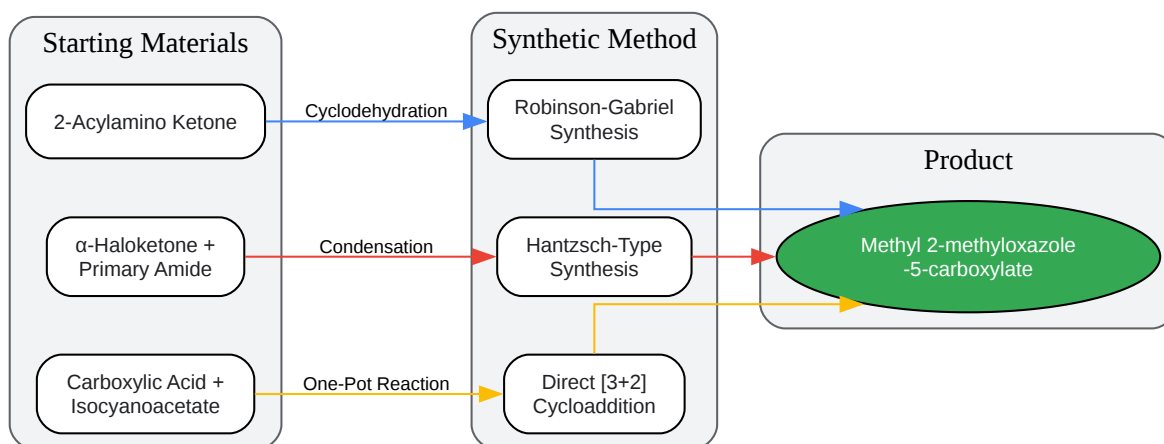 Starting Materials
2-Acylamino Ketone
α-Haloketone +
Primary Amide
Carboxylic Acid +
Isocyanoacetate
Cyclodehydration
Condensation
One-Pot Reaction
Synthetic Method
Robinson-Gabriel
Synthesis
Hantzsch-Type
Synthesis
Direct [3+2]
Cycloaddition
Product
Methyl 2-methyloxazole
-5-carboxylate